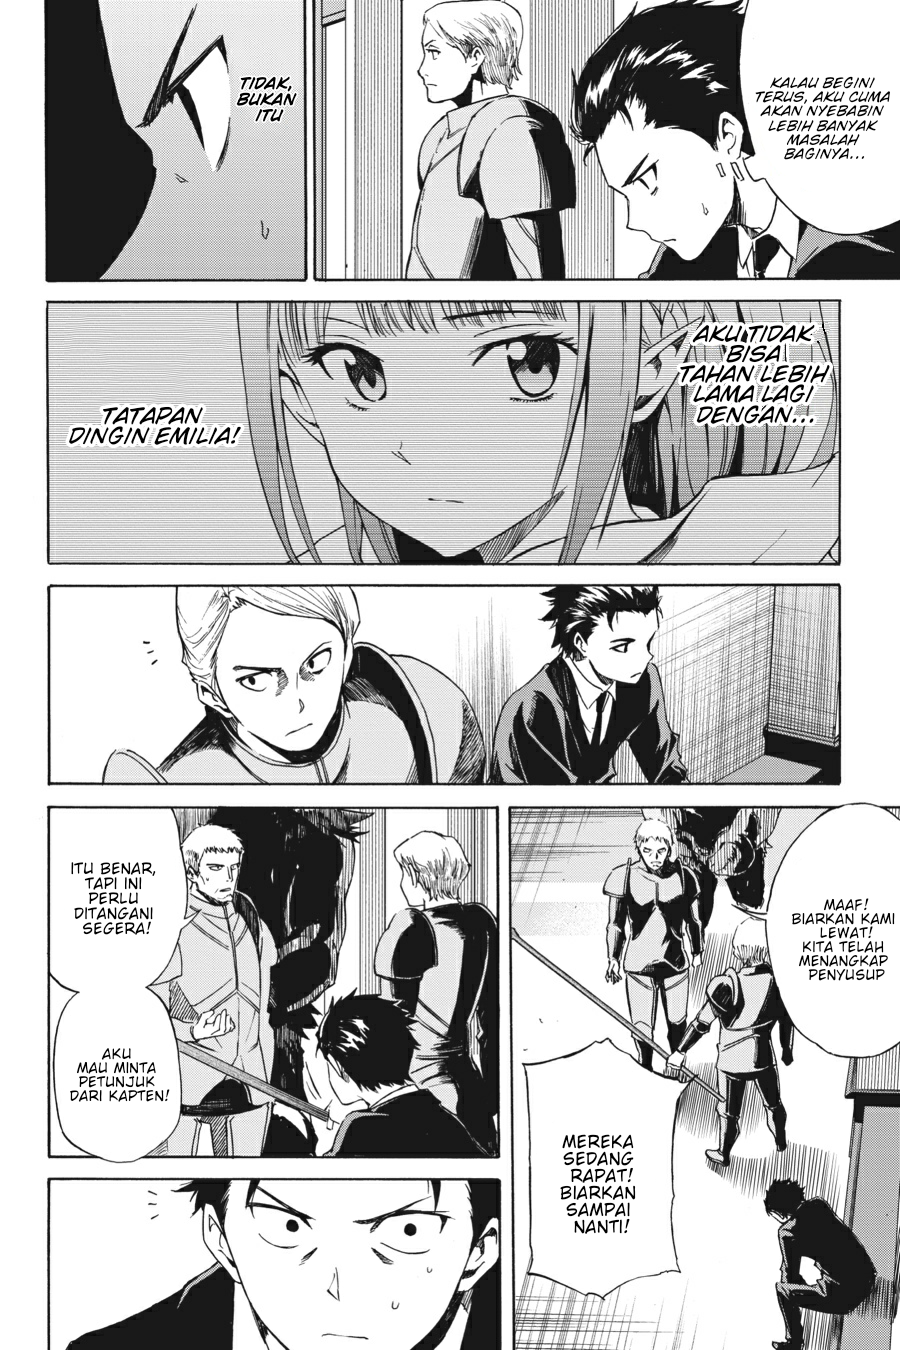 KALAU BEGINI
TERUS, AKU CUMA
AKAN NYEBABIN
LEBIH BANYAK
MASALAH
BAGINYA...
TIDAK,
BUKAN
ITU
AKU TIDAK
BISA
TAHAN LEBIH
LAMA LAGI
DENGAN...
TATAPAN
DINGIN EMILIA!
MAAF!
BIARKAN KAMI
LEWAT!
KITA TELAH
MENANGKAP
PENYUSUP
MEREKA
SEDANG
RAPAT!
BIARKAN
SAMPAI
NANTI!
ITU BENAR,
TAPI INI
PERLU
DITANGANI
SEGERA!
AKU
MAU MINTA
PETUNJUK
DARI KAPTEN!